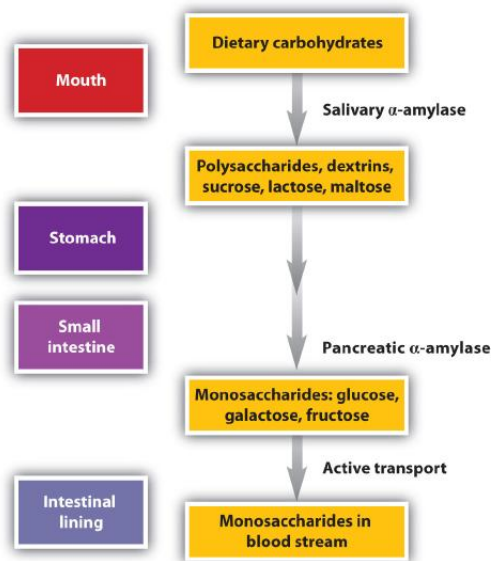 Dietary carbohydrates
Mouth
Salivary α-amylase
Polysaccharides, dextrins,
sucrose, lactose, maltose
Stomach
Small
intestine
Pancreatic α-amylase
Monosaccharides: glucose,
galactose, fructose
Active transport
Intestinal
lining
Monosaccharides in
blood stream